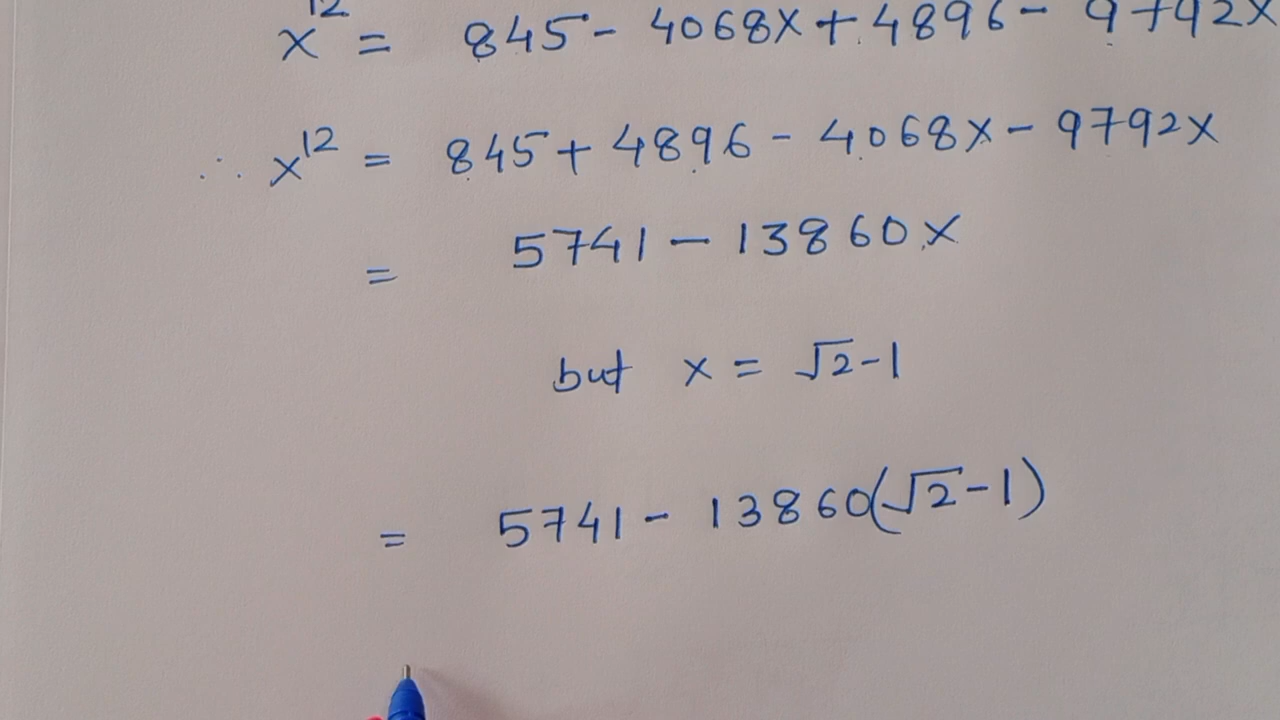 x¹² = 845 - 4068x + 4896 - 9792x
∴ x¹² = 845 + 4896 - 4068x - 9792x
= 5741 - 13860x
but x = √2 - 1
= 5741 - 13860(√2 - 1)